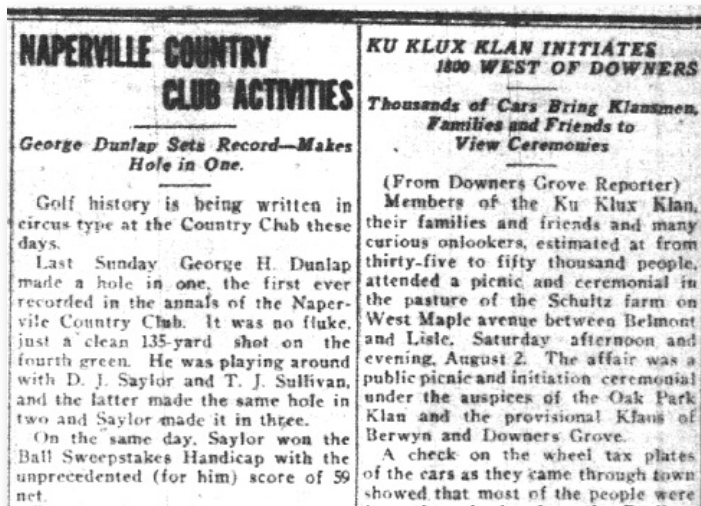 NAPERVILLE COUNTRY
CLUB ACTIVITIES
George Dunlap Sets Record—Makes
Hole in One.
Golf history is being written in
circus type at the Country Club these
days.
Last Sunday George H. Dunlap
made a hole in one, the first ever
recorded in the annals of the Naper-
vile Country Club. It was no fluke,
just a clean 135-yard shot on the
fourth green. He was playing around
with D. J. Saylor and T. J. Sullivan,
and the latter made the same hole in
two and Saylor made it in three.
On the same day, Saylor won the
Ball Sweepstakes Handicap with the
unprecedented (for him) score of 59
net.
KU KLUX KLAN INITIATES
1800 WEST OF DOWNERS
Thousands of Cars Bring Klansmen,
Families and Friends to
View Ceremonies
(From Downers Grove Reporter)
Members of the Ku Klux Klan,
their families and friends and many
curious onlookers, estimated at from
thirty-five to fifty thousand people,
attended a picnic and ceremonial in
the pasture of the Schultz farm on
West Maple avenue between Belmont
and Lisle, Saturday afternoon and
evening, August 2. The affair was a
public picnic and initiation ceremonial
under the auspices of the Oak Park
Klan and the provisional Klans of
Berwyn and Downers Grove.
A check on the wheel tax plates
of the cars as they came through town
showed that most of the people were